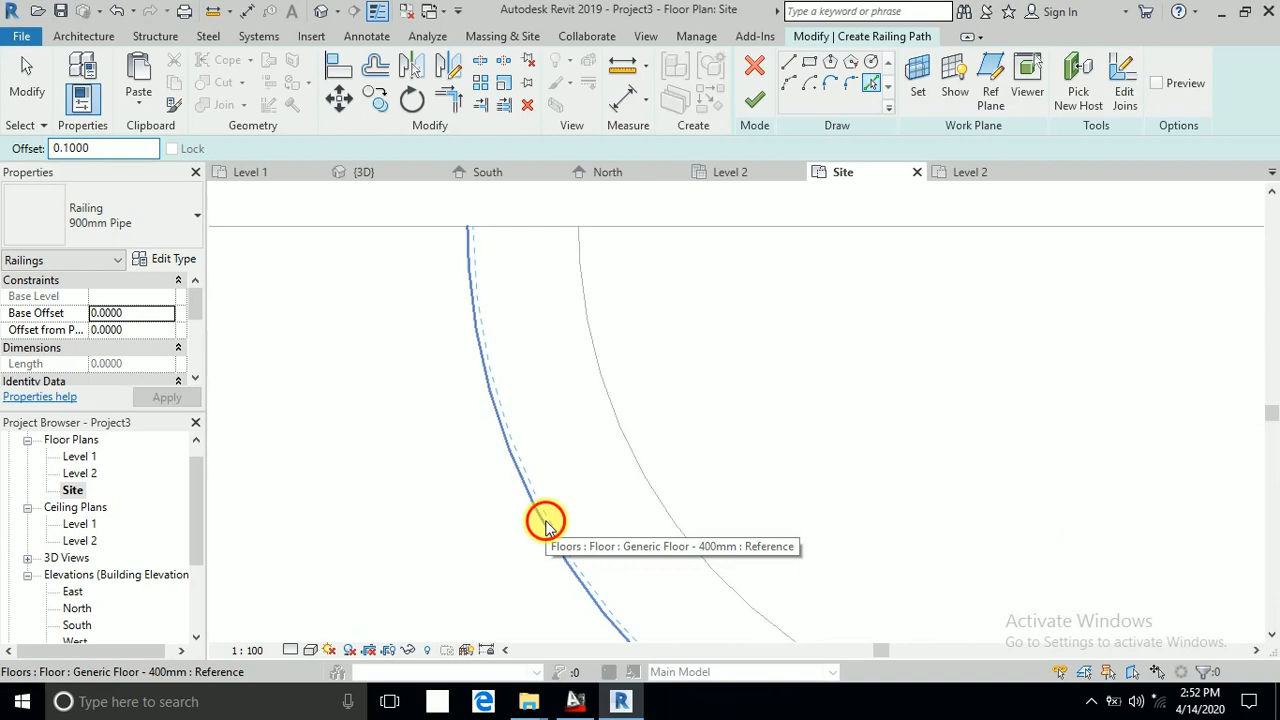 Autodesk Revit 2019 - Project3 - Floor Plan: Site
Type a keyword or phrase
Sign In
File
Architecture
Structure
Steel
Systems
Insert
Annotate
Analyze
Massing & Site
Collaborate
View
Manage
Add-Ins
Modify | Create Railing Path
Modify
Paste
Cope
Cut
Join
Set
Show
Ref Plane
Viewer
Pick New Host
Edit Joins
Preview
Select
Properties
Clipboard
Geometry
Modify
View
Measure
Create
Mode
Draw
Work Plane
Tools
Options
Offset: 0.1000
Lock
Properties
Level 1
{3D}
South
North
Level 2
Site
Level 2
Railing
900mm Pipe
Railings
Edit Type
Constraints
Base Level
Base Offset 0.0000
Offset from P... 0.0000
Dimensions
Length 0.0000
Identity Data
Properties help
Apply
Project Browser - Project3
Floor Plans
Level 1
Level 2
Site
Ceiling Plans
Level 1
Level 2
3D Views
Elevations (Building Elevation
East
North
South
West
Floors : Floor : Generic Floor - 400mm : Reference
Activate Windows
Go to Settings to activate Windows.
1 : 100
Floors : Floor : Generic Floor - 400mm : Reference
:0
Main Model
:0
Type here to search
2:52 PM
4/14/2020